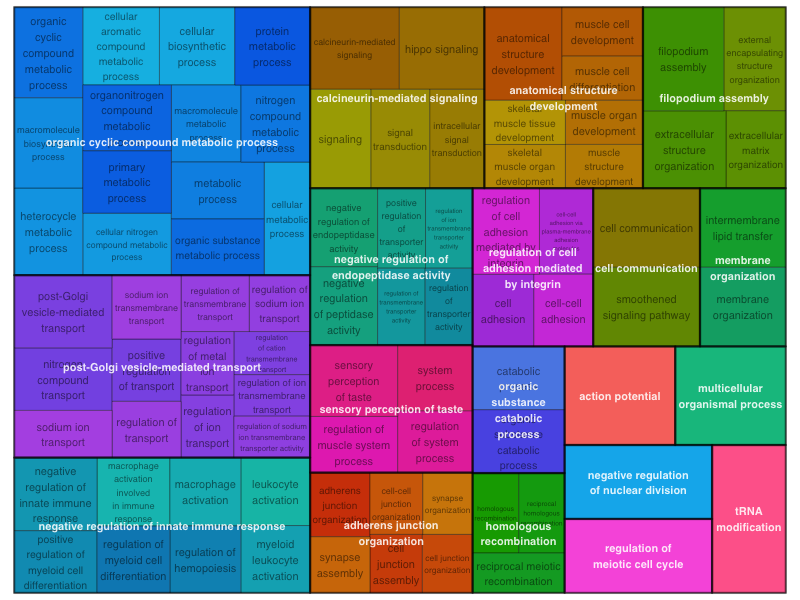 organic
cyclic
compound
metabolic
process
cellular
aromatic
compound
metabolic
process
cellular
biosynthetic
process
protein
metabolic
process
macromolecule
process
organonitrogen
compound
metabolic
macromolecule
metabolic
process
nitrogen
compound
metabolic
process
organic cyclic compound metabolic process
primary
metabolic
process
metabolic
process
cellular
metabolic
process
heterocycle
metabolic
process
cellular nitrogen
compound metabolic
process
organic substance
metabolic process
calcineurin-mediated
signaling
hippo signaling
calcineurin-mediated signaling
signaling
signal
transduction
intracellular
signal
transduction
anatomical
structure
development
muscle cell
development
muscle cell
anatomical structure
development
muscle tissue
development
muscle organ
development
skeletal
muscle organ
development
muscle
structure
development
filopodium
assembly
external
encapsulating
structure
organization
filopodium assembly
extracellular
structure
organization
extracellular
matrix
organization
post-Golgi
vesicle-mediated
transport
sodium ion
transmembrane
transport
regulation of
transmembrane
transport
regulation of
sodium ion
transport
nitrogen
compound
transport
positive
regulation
of transport
regulation
of metal
ion
transport
regulation
of cation
transmembrane
transport
post-Golgi vesicle-mediated transport
regulation of ion
transmembrane
transport
sodium ion
transport
regulation of
transport
regulation
of ion
transport
regulation of sodium
ion transmembrane
transporter activity
negative
regulation of
endopeptidase
activity
positive
regulation
of
transporter
activity
regulation
of ion
transmembrane
transporter
activity
negative regulation of
endopeptidase activity
negative
regulation
of peptidase
activity
regulation of
transmembrane
transporter
activity
regulation
of
transporter
activity
regulation
of cell
adhesion
mediated by
integrin
cell-cell
adhesion via
plasma-membrane
adhesion
regulation of cell
adhesion mediated
by integrin
cell
adhesion
cell-cell
adhesion
cell communication
cell communication
smoothened
signaling pathway
intermembrane
lipid transfer
membrane
organization
membrane
organization
sensory
perception
of taste
system
process
sensory perception of taste
regulation of
muscle system
process
regulation
of system
process
catabolic
process
organic
substance
catabolic
process
catabolic
process
action potential
multicellular
organismal process
negative regulation
of nuclear division
regulation of
meiotic cell cycle
tRNA
modification
negative
regulation of
innate immune
response
macrophage
activation
involved
in immune
response
macrophage
activation
leukocyte
activation
negative regulation of innate immune response
positive
regulation of
myeloid cell
differentiation
regulation of
myeloid cell
differentiation
regulation of
hemopoiesis
myeloid
leukocyte
activation
adherens
junction
organization
cell-cell
junction
organization
synapse
organization
adherens junction
organization
synapse
assembly
cell
junction
assembly
cell junction
organization
homologous
recombination
reciprocal
homologous
recombination
homologous
recombination
reciprocal meiotic
recombination